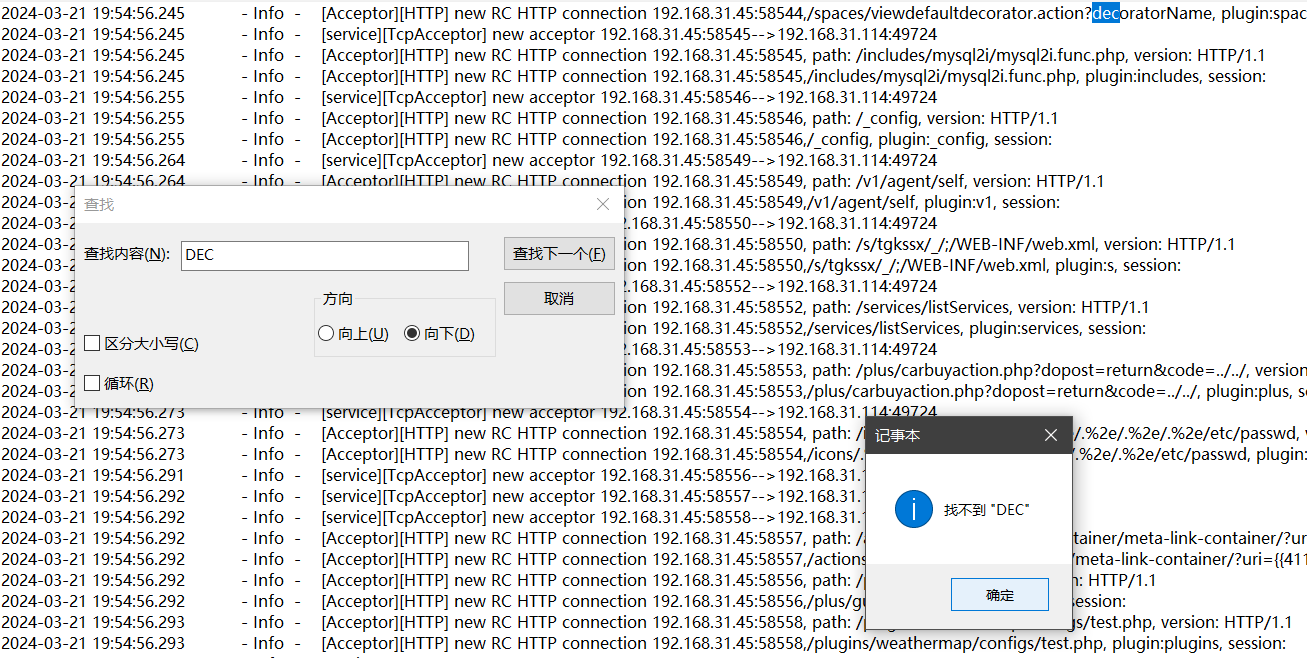 2024-03-21 19:54:56.245 - Info - [Acceptor][HTTP] new RC HTTP connection 192.168.31.45:58544,/spaces/viewdefaultdecorator.action?decoratorName, plugin:spac
2024-03-21 19:54:56.245 - Info - [service][TcpAcceptor] new acceptor 192.168.31.45:58545-->192.168.31.114:49724
2024-03-21 19:54:56.245 - Info - [Acceptor][HTTP] new RC HTTP connection 192.168.31.45:58545, path: /includes/mysql2i/mysql2i.func.php, version: HTTP/1.1
2024-03-21 19:54:56.245 - Info - [Acceptor][HTTP] new RC HTTP connection 192.168.31.45:58545,/includes/mysql2i/mysql2i.func.php, plugin:includes, session:
2024-03-21 19:54:56.255 - Info - [service][TcpAcceptor] new acceptor 192.168.31.45:58546-->192.168.31.114:49724
2024-03-21 19:54:56.255 - Info - [Acceptor][HTTP] new RC HTTP connection 192.168.31.45:58546, path: /_config, version: HTTP/1.1
2024-03-21 19:54:56.255 - Info - [Acceptor][HTTP] new RC HTTP connection 192.168.31.45:58546,/_config, plugin:_config, session:
2024-03-21 19:54:56.264 - Info - [service][TcpAcceptor] new acceptor 192.168.31.45:58549-->192.168.31.114:49724
2024-03-21 19:54:56.264 - Info - [Acceptor][HTTP] new RC HTTP connection 192.168.31.45:58549, path: /v1/agent/self, version: HTTP/1.1
2024-03-2 192.168.31.45:58549,/v1/agent/self, plugin:v1, session:
2024-03-2 .168.31.45:58550-->192.168.31.114:49724
2024-03-2 192.168.31.45:58550, path: /s/tgkssx/_/;/WEB-INF/web.xml, version: HTTP/1.1
2024-03-2 192.168.31.45:58550,/s/tgkssx/_/;/WEB-INF/web.xml, plugin:s, session:
2024-03-2 .168.31.45:58552-->192.168.31.114:49724
2024-03-2 192.168.31.45:58552, path: /services/listServices, version: HTTP/1.1
2024-03-2 192.168.31.45:58552,/services/listServices, plugin:services, session:
2024-03-2 .168.31.45:58553-->192.168.31.114:49724
2024-03-2 192.168.31.45:58553, path: /plus/carbuyaction.php?dopost=return&code=../../, version
2024-03-2 192.168.31.45:58553,/plus/carbuyaction.php?dopost=return&code=../../, plugin:plus, se
查找
查找内容(N):
DEC
查找下一个(F)
取消
方向
向上(U)
向下(D)
区分大小写(C)
循环(R)
2024-03-21 19:54:56.273 - Info - [service][TcpAcceptor] new acceptor 192.168.31.45:58554-->192.168.31.114:49724
2024-03-21 19:54:56.273 - Info - [Acceptor][HTTP] new RC HTTP connection 192.168.31.45:58554, path: /i /.%2e/.%2e/.%2e/etc/passwd, v
2024-03-21 19:54:56.273 - Info - [Acceptor][HTTP] new RC HTTP connection 192.168.31.45:58554,/icons/. /.%2e/.%2e/etc/passwd, plugin:
2024-03-21 19:54:56.291 - Info - [service][TcpAcceptor] new acceptor 192.168.31.45:58556-->192.168.31.1
2024-03-21 19:54:56.292 - Info - [service][TcpAcceptor] new acceptor 192.168.31.45:58557-->192.168.31.1
2024-03-21 19:54:56.292 - Info - [service][TcpAcceptor] new acceptor 192.168.31.45:58558-->192.168.31.1
2024-03-21 19:54:56.292 - Info - [Acceptor][HTTP] new RC HTTP connection 192.168.31.45:58557, path: /a tainer/meta-link-container/?ur
2024-03-21 19:54:56.292 - Info - [Acceptor][HTTP] new RC HTTP connection 192.168.31.45:58557,/actions /meta-link-container/?uri={{411
2024-03-21 19:54:56.292 - Info - [Acceptor][HTTP] new RC HTTP connection 192.168.31.45:58556, path: /p n: HTTP/1.1
2024-03-21 19:54:56.292 - Info - [Acceptor][HTTP] new RC HTTP connection 192.168.31.45:58556,/plus/gu session:
2024-03-21 19:54:56.293 - Info - [Acceptor][HTTP] new RC HTTP connection 192.168.31.45:58558, path: /p gs/test.php, version: HTTP/1.1
2024-03-21 19:54:56.293 - Info - [Acceptor][HTTP] new RC HTTP connection 192.168.31.45:58558,/plugins/weathermap/configs/test.php, plugin:plugins, session:
记事本
找不到 "DEC"
确定